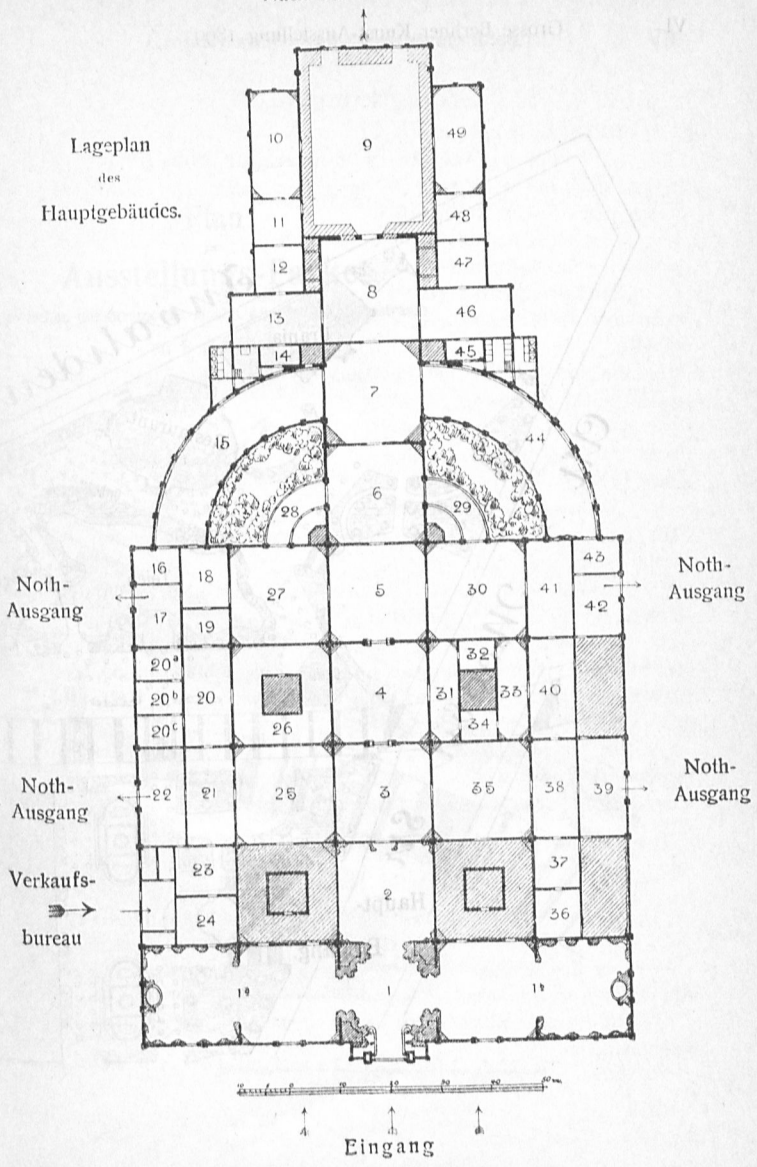 Lageplan
des
Hauptgebäudes.
10 9 49
11 48
12 47
8
13 46
14 45
7
15 44
6
28 29
16 18 27 5 30 41 43
17 19 42
Noth-
Ausgang
Noth-
Ausgang
20a 32
20b 20 4 31 33 40
20c 26 34
Noth-
Ausgang
22 21 25 3 35 38 39
Noth-
Ausgang
23 37
Verkaufs-
bureau
24 2 36
1a 1 1b
Eingang